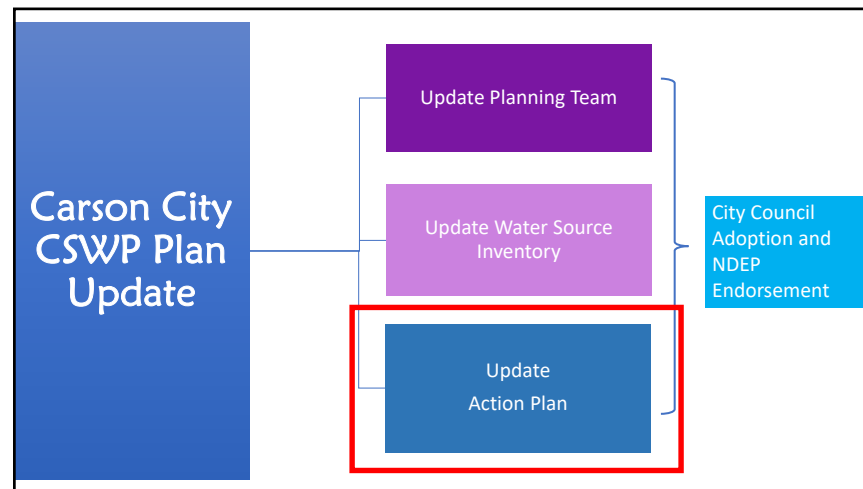 Carson City
CSWP Plan
Update
Update Planning Team
Update Water Source
Inventory
Update
Action Plan
City Council
Adoption and
NDEP
Endorsement